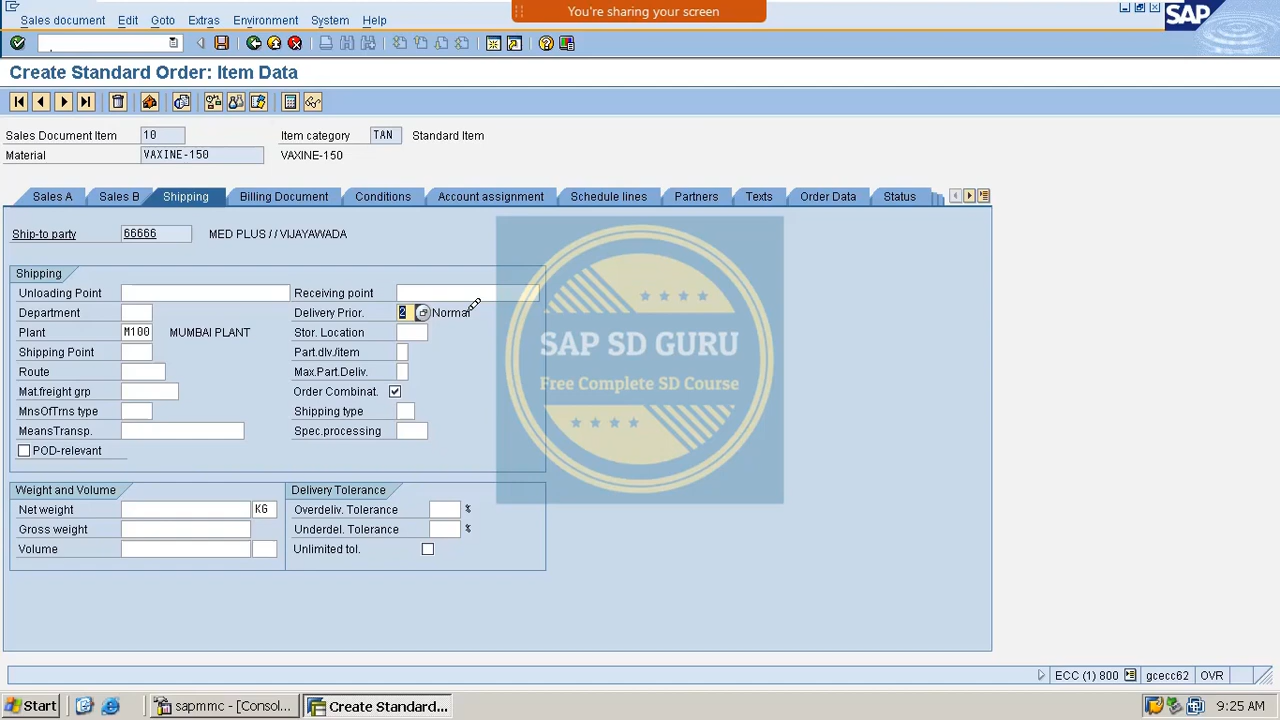 You're sharing your screen
Sales document Edit Goto Extras Environment System Help
SAP
Create Standard Order: Item Data
Sales Document Item 10 Item category TAN Standard Item
Material VAXINE-150 VAXINE-150
Sales A Sales B Shipping Billing Document Conditions Account assignment Schedule lines Partners Texts Order Data Status
Ship-to party 66666 MED PLUS / / VIJAYAWADA
Shipping
Unloading Point Receiving point
Department Delivery Prior. 2 Normal
Plant M100 MUMBAI PLANT Stor. Location
Shipping Point Part.dlv./item
Route Max.Part.Deliv.
Mat.freight grp Order Combinat.
MnsOfTrns type Shipping type
MeansTransp. Spec.processing
POD-relevant
SAP SD GURU
Free Complete SD Course
Weight and Volume Delivery Tolerance
Net weight KG Overdeliv. Tolerance %
Gross weight Underdel. Tolerance %
Volume Unlimited tol.
ECC (1) 800 gcecc62 OVR
Start sapmmc - [Consol... Create Standard... 9:25 AM